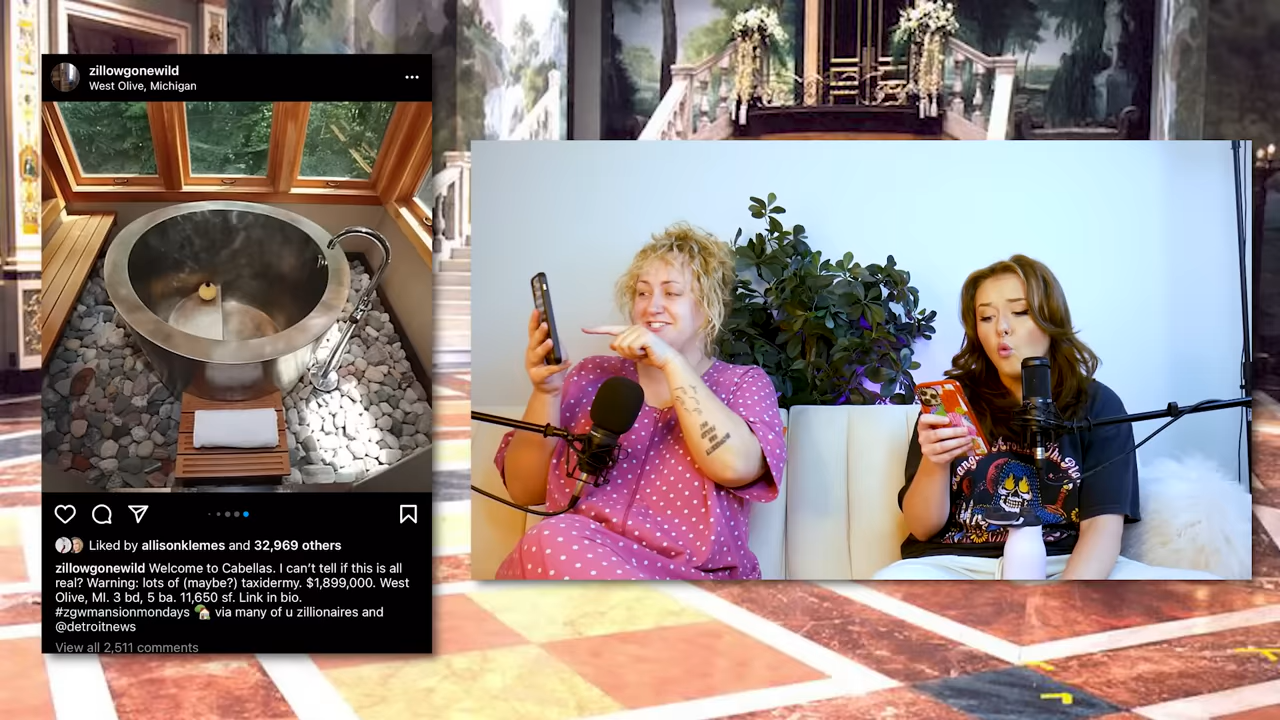 zillowgonewild
West Olive, Michigan
Liked by allisonklemes and 32,969 others
zillowgonewild Welcome to Cabellas. I can't tell if this is all
real? Warning: lots of (maybe?) taxidermy. $1,899,000. West
Olive, MI. 3 bd, 5 ba. 11,650 sf. Link in bio.
#zgwmansionmondays 🏡 via many of u zillionaires and
@detroitnews
View all 2,511 comments